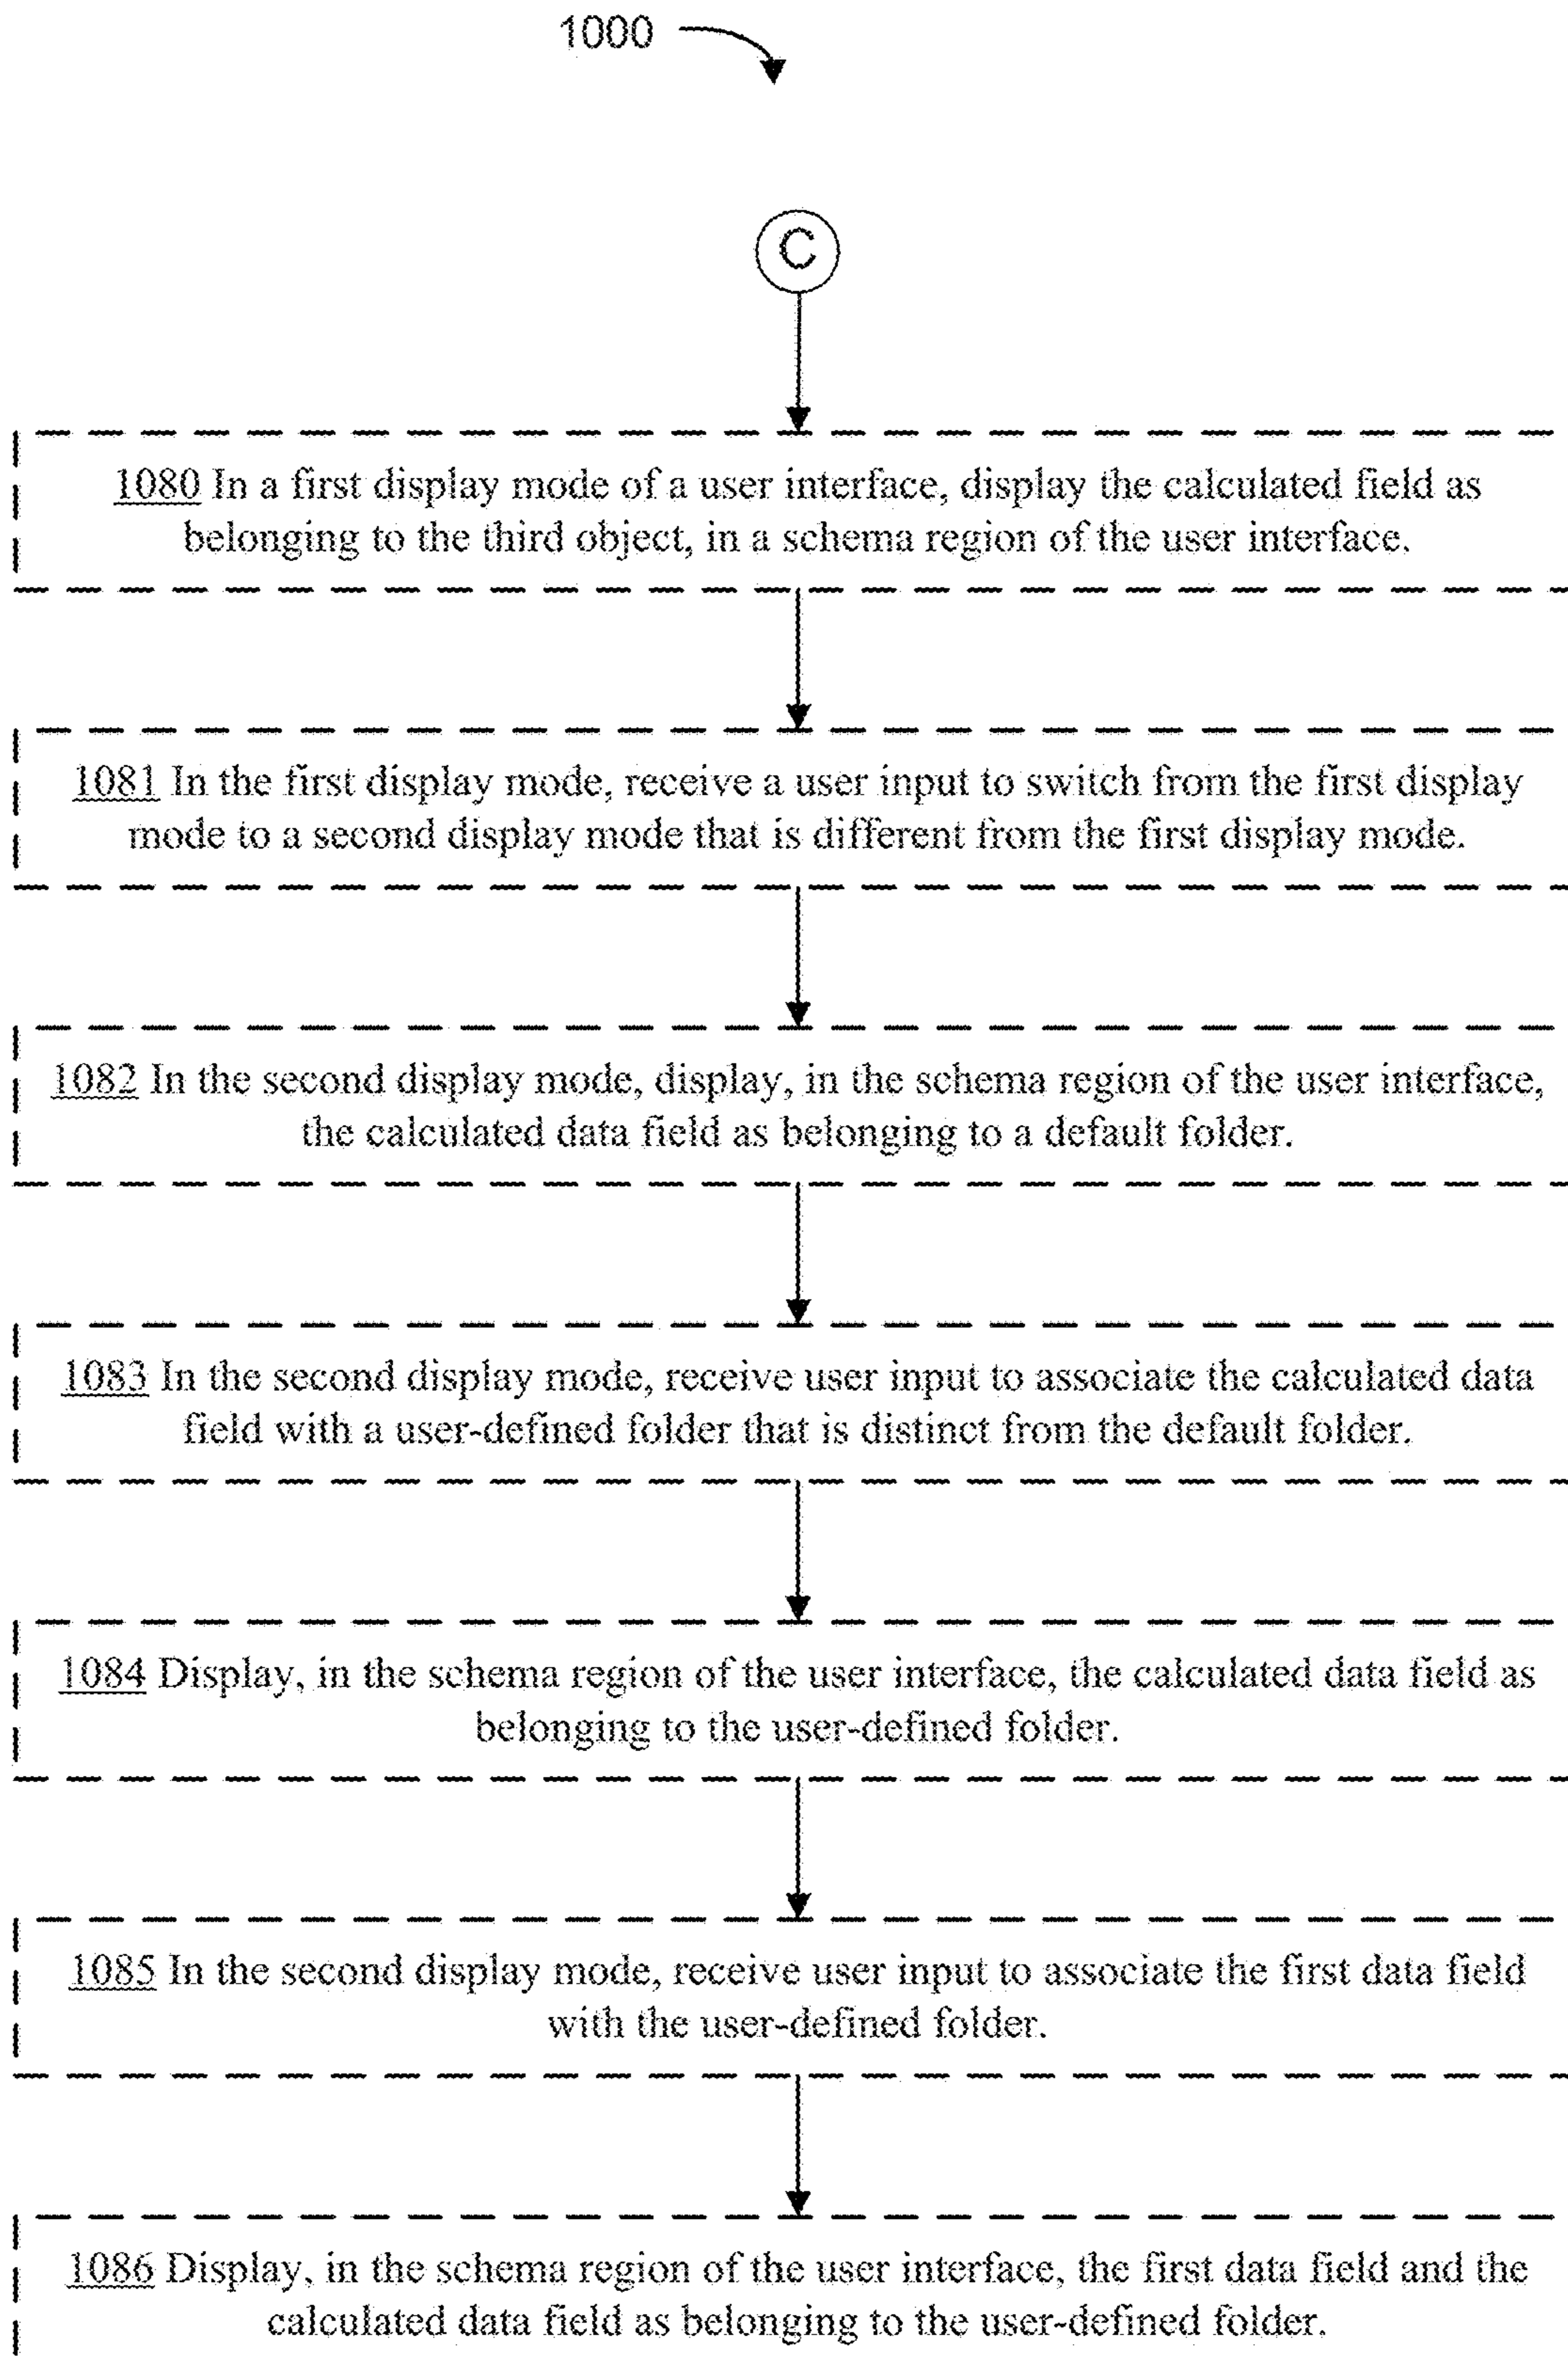 1000
C
1080 In a first display mode of a user interface, display the calculated field as
belonging to the third object, in a schema region of the user interface.
1081 In the first display mode, receive a user input to switch from the first display
mode to a second display mode that is different from the first display mode.
1082 In the second display mode, display, in the schema region of the user interface,
the calculated data field as belonging to a default folder.
1083 In the second display mode, receive user input to associate the calculated data
field with a user-defined folder that is distinct from the default folder.
1084 Display, in the schema region of the user interface, the calculated data field as
belonging to the user-defined folder.
1085 In the second display mode, receive user input to associate the first data field
with the user-defined folder.
1086 Display, in the schema region of the user interface, the first data field and the
calculated data field as belonging to the user-defined folder.